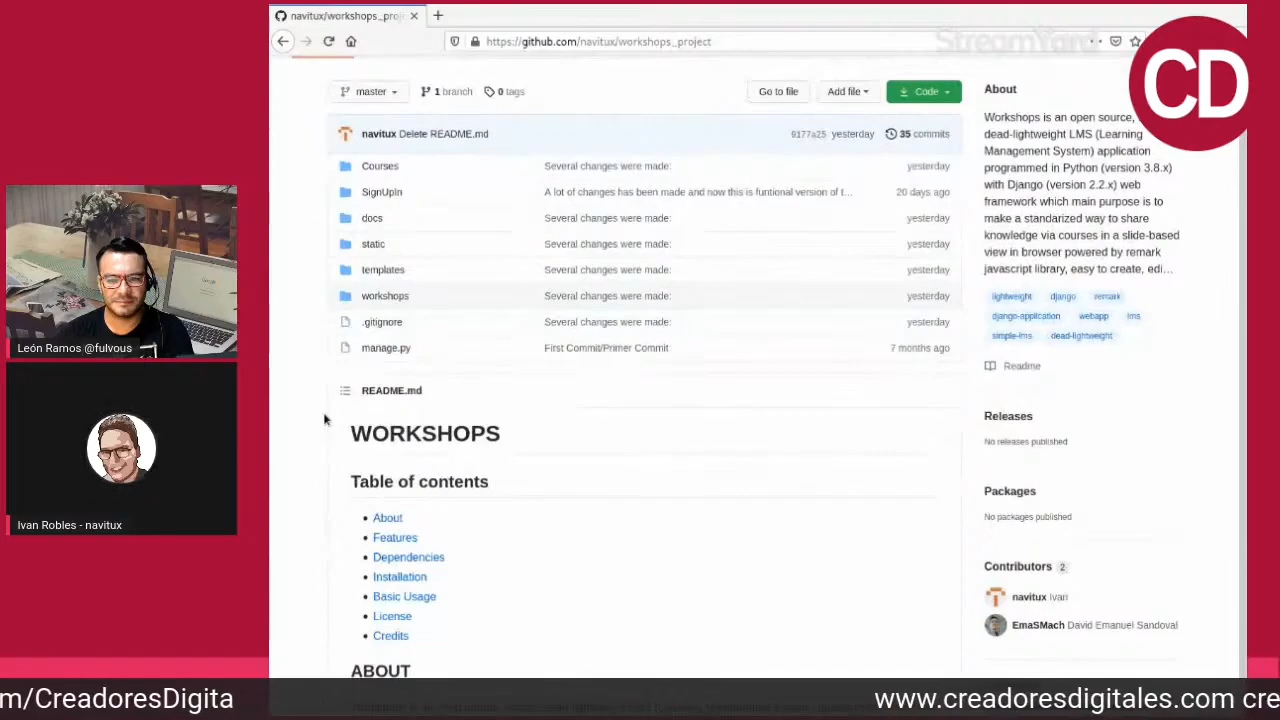 navitux/workshops_proj
https://github.com/navitux/workshops_project
StreamYard
CD
master
1 branch
0 tags
Go to file
Add file
Code
navitux Delete README.md
9177a25 yesterday
35 commits
Courses
Several changes were made:
yesterday
SignUpIn
A lot of changes has been made and now this is funtional version of t...
20 days ago
docs
Several changes were made:
yesterday
static
Several changes were made:
yesterday
templates
Several changes were made:
yesterday
workshops
Several changes were made:
yesterday
.gitignore
Several changes were made:
yesterday
manage.py
First Commit/Primer Commit
7 months ago
README.md
WORKSHOPS
Table of contents
About
Features
Dependencies
Installation
Basic Usage
License
Credits
ABOUT
About
Workshops is an open source,
dead-lightweight LMS (Learning
Management System) application
programmed in Python (version 3.8.x)
with Django (version 2.2.x) web
framework which main purpose is to
make a standarized way to share
knowledge via courses in a slide-based
view in browser powered by remark
javascript library, easy to create, edi...
lightweight django remark
django-application webapp lms
simple-lms dead-lightweight
Readme
Releases
No releases published
Packages
No packages published
Contributors 2
navitux Ivan
EmaSMach David Emanuel Sandoval
Google
León Ramos @fulvous
Ivan Robles - navitux
m/CreadoresDigita
www.creadoresdigitales.com cre